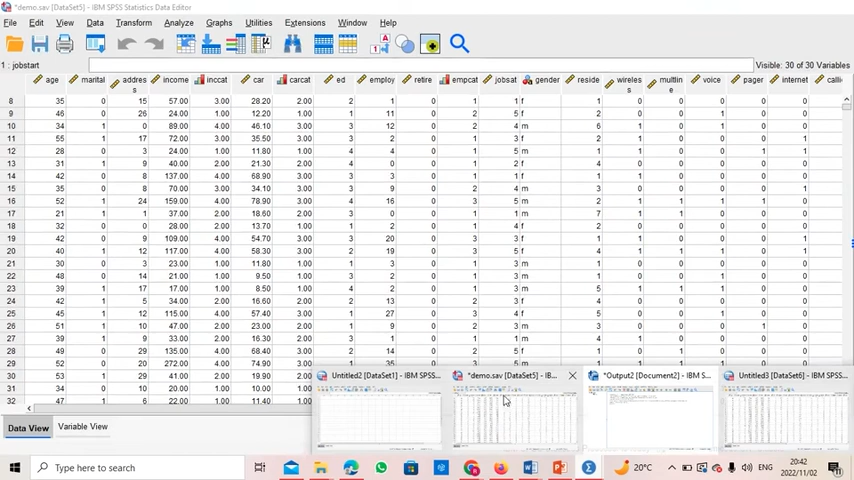 *demo.sav [DataSet5] - IBM SPSS Statistics Data Editor
File Edit View Data Transform Analyze Graphs Utilities Extensions Window Help
1 : jobstart Visible: 30 of 30 Variables
age marital addres s income inccat car carcat ed employ retire empcat jobsat gender reside wireles s multlin e voice pager internet
8 35 0 15 57.00 3.00 28.20 2.00 2 1 0 1 1 f 1 0 0 0 0 0
9 46 0 26 24.00 1.00 12.20 1.00 1 11 0 2 5 f 2 0 0 1 0 0
10 34 1 0 89.00 4.00 46.10 3.00 3 12 0 2 4 m 6 1 0 0 0 0
11 55 1 17 72.00 3.00 35.50 3.00 3 2 0 1 3 f 2 0 0 0 0 1
12 28 0 3 24.00 1.00 11.80 1.00 4 4 0 1 5 m 1 0 0 0 1 1
13 31 1 9 40.00 2.00 21.30 2.00 4 0 0 1 2 f 4 0 0 0 0 0
14 42 0 8 137.00 4.00 68.90 3.00 3 3 0 1 1 f 1 0 0 0 0 0
15 35 0 8 70.00 3.00 34.10 3.00 3 9 0 2 4 m 3 0 0 0 0 0
16 52 1 24 159.00 4.00 78.90 3.00 4 16 0 3 5 m 2 1 1 1 1 0
17 21 1 1 37.00 2.00 18.60 2.00 3 0 0 1 1 m 7 1 1 0 0 0
18 32 0 0 28.00 2.00 13.70 1.00 1 2 0 1 4 f 2 0 0 0 0 0
19 42 0 9 109.00 4.00 54.70 3.00 3 20 0 3 3 f 1 1 0 0 0 1
20 40 1 12 117.00 4.00 58.30 3.00 2 19 0 3 5 f 4 1 1 1 1 0
21 30 0 3 23.00 1.00 11.80 1.00 1 3 0 1 3 m 1 0 0 0 0 0
22 48 0 14 21.00 1.00 9.50 1.00 3 2 0 1 3 m 1 0 0 0 0 0
23 39 1 17 17.00 1.00 8.50 1.00 4 2 0 1 3 m 5 1 1 0 0 0
24 42 1 5 34.00 2.00 16.60 2.00 2 13 0 2 3 f 4 0 0 0 0 0
25 45 1 12 115.00 4.00 57.40 3.00 1 27 0 3 4 f 5 0 0 0 0 0
26 51 1 10 47.00 2.00 23.00 2.00 1 9 0 2 3 m 3 0 0 0 1 0
27 39 1 9 33.00 2.00 16.50 2.00 1 8 0 2 3 m 4 0 0 0 0 0
28 49 0 29 135.00 4.00 68.40 3.00 2 14 0 2 5 f
29 52 0 20 272.00 4.00 74.90 3.00 1 35
30
31 34 0 10 20.00 1.00 10.00 1.00
32 47 1 6 22.00 1.00
Untitled2 [DataSet1] - IBM SPSS... *demo.sav [DataSet5] - IB... *Output2 [Document2] - IBM S... Untitled3 [DataSet6] - IBM SPSS...
Data View Variable View
Type here to search 20°C ENG 20:42
2022/11/02